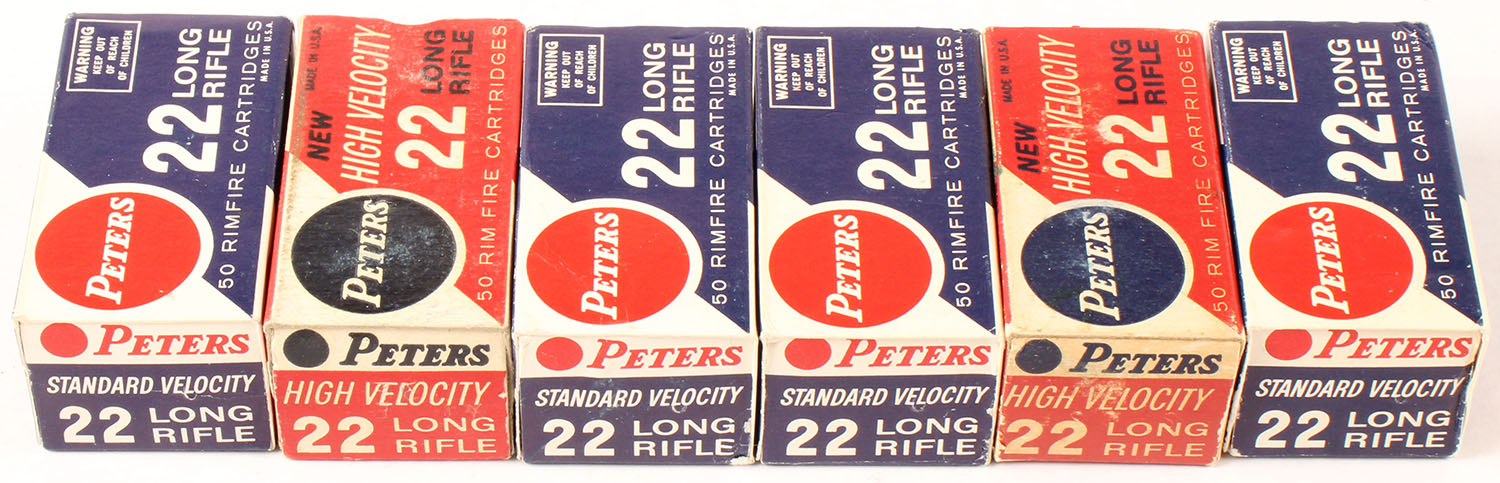 WARNING
KEEP OUT
OF REACH
OF CHILDREN
22 LONG
RIFLE
50 RIMFIRE CARTRIDGES
MADE IN U.S.A.
PETERS
PETERS
STANDARD VELOCITY
22 LONG
RIFLE
MADE IN U.S.A.
NEW
HIGH VELOCITY
22 LONG
RIFLE
50 RIM FIRE CARTRIDGES
PETERS
PETERS
HIGH VELOCITY
22 LONG
RIFLE
WARNING
KEEP OUT
OF REACH
OF CHILDREN
22 LONG
RIFLE
50 RIMFIRE CARTRIDGES
MADE IN U.S.A.
PETERS
PETERS
STANDARD VELOCITY
22 LONG
RIFLE
WARNING
KEEP OUT
OF REACH
OF CHILDREN
22 LONG
RIFLE
50 RIMFIRE CARTRIDGES
MADE IN U.S.A.
PETERS
PETERS
STANDARD VELOCITY
22 LONG
RIFLE
MADE IN U.S.A.
NEW
HIGH VELOCITY
22 LONG
RIFLE
50 RIM FIRE CARTRIDGES
PETERS
PETERS
HIGH VELOCITY
22 LONG
RIFLE
WARNING
KEEP OUT
OF REACH
OF CHILDREN
22 LONG
RIFLE
50 RIMFIRE CARTRIDGES
MADE IN U.S.A.
PETERS
PETERS
STANDARD VELOCITY
22 LONG
RIFLE